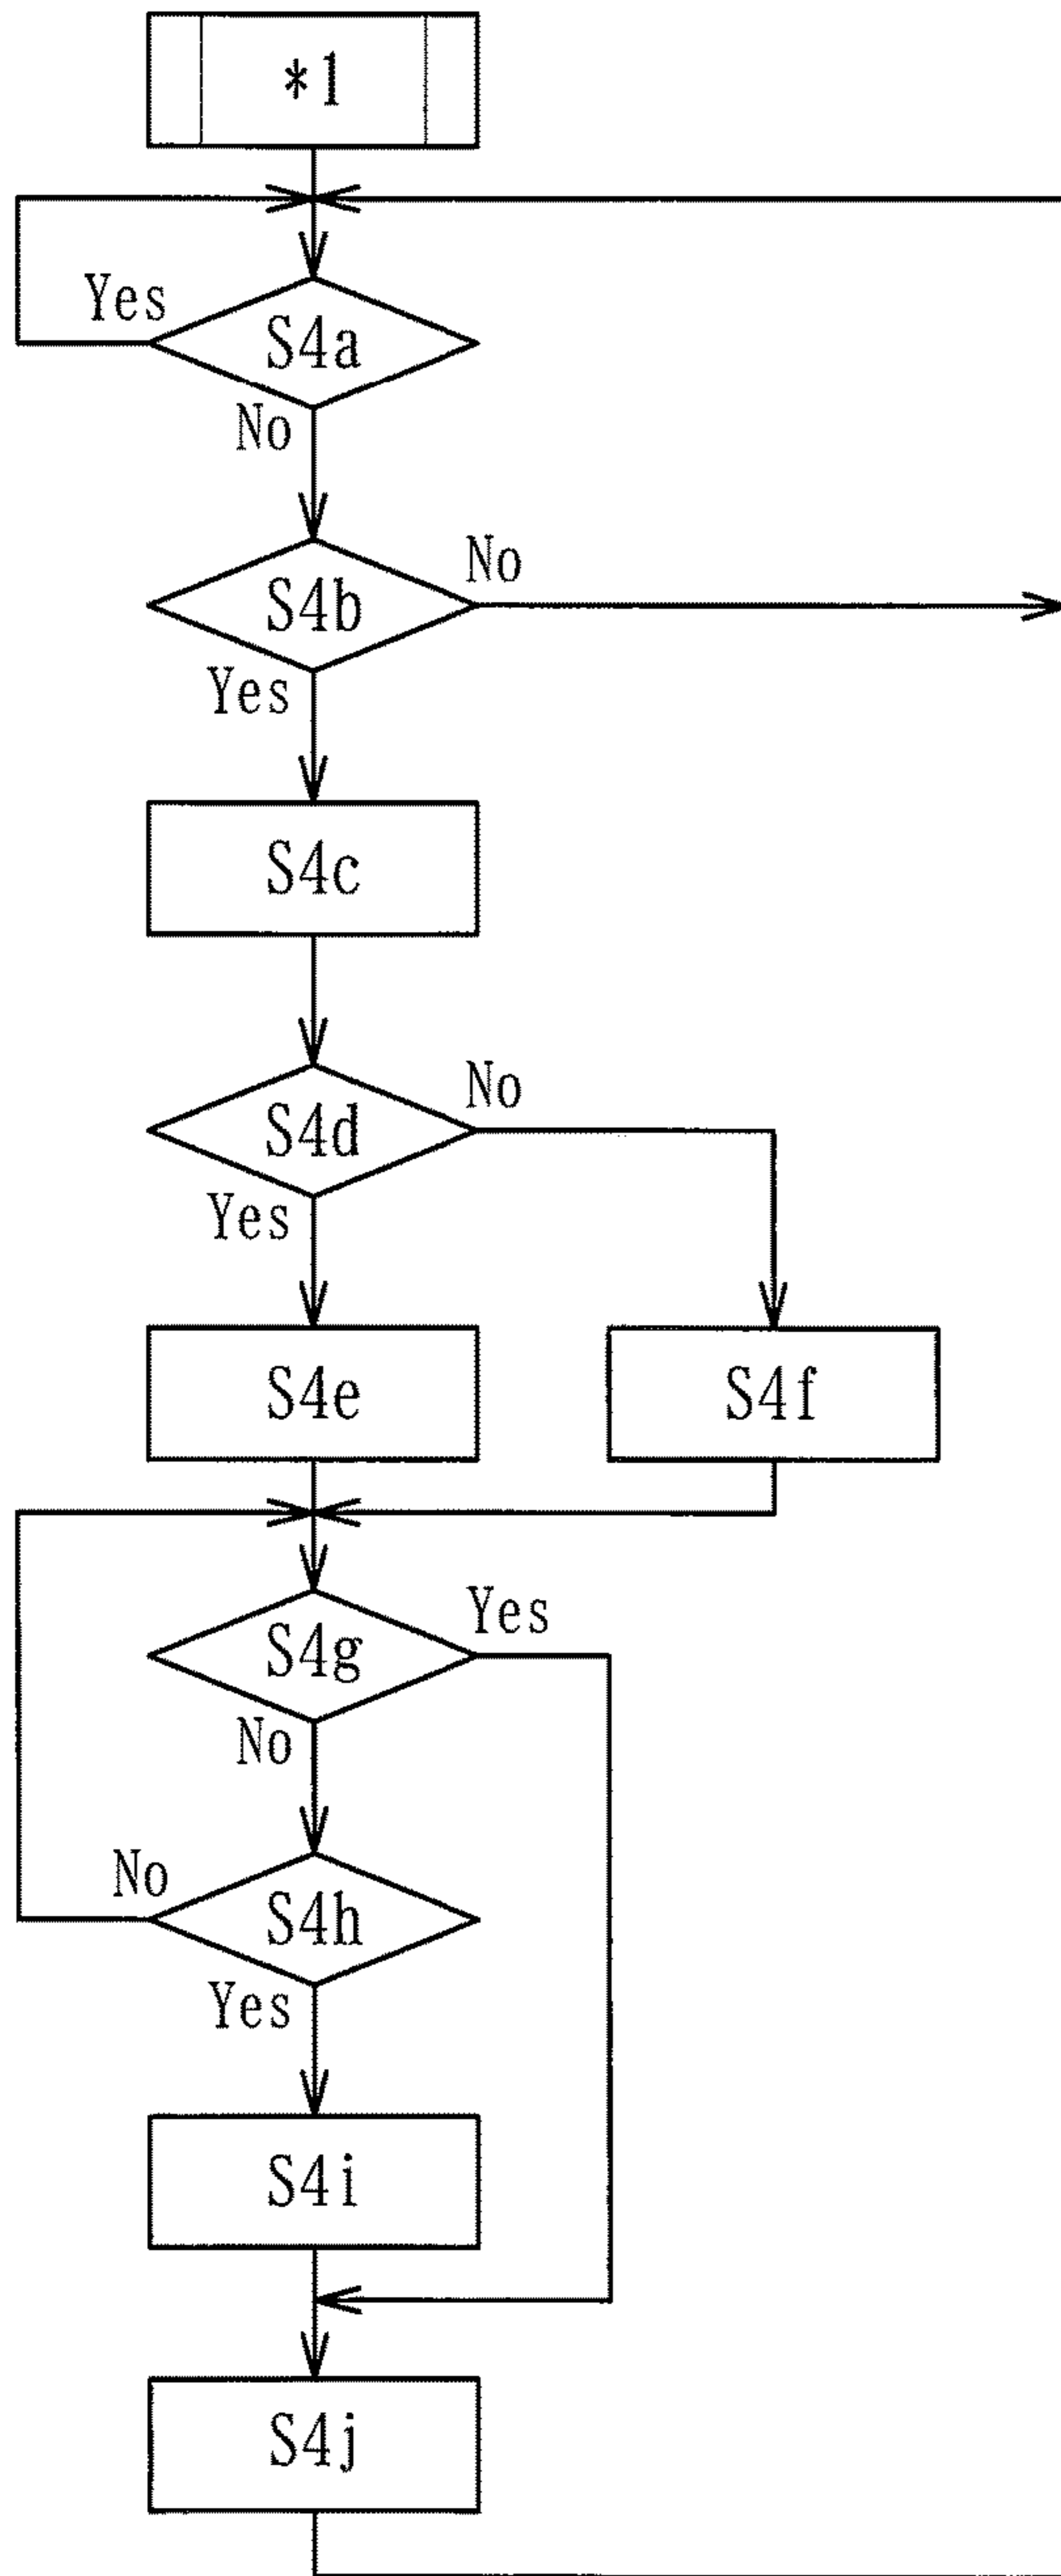 *1
Yes
S4a
No
No
S4b
Yes
S4c
No
S4d
Yes
S4e
S4f
Yes
S4g
No
No
S4h
Yes
S4i
S4j